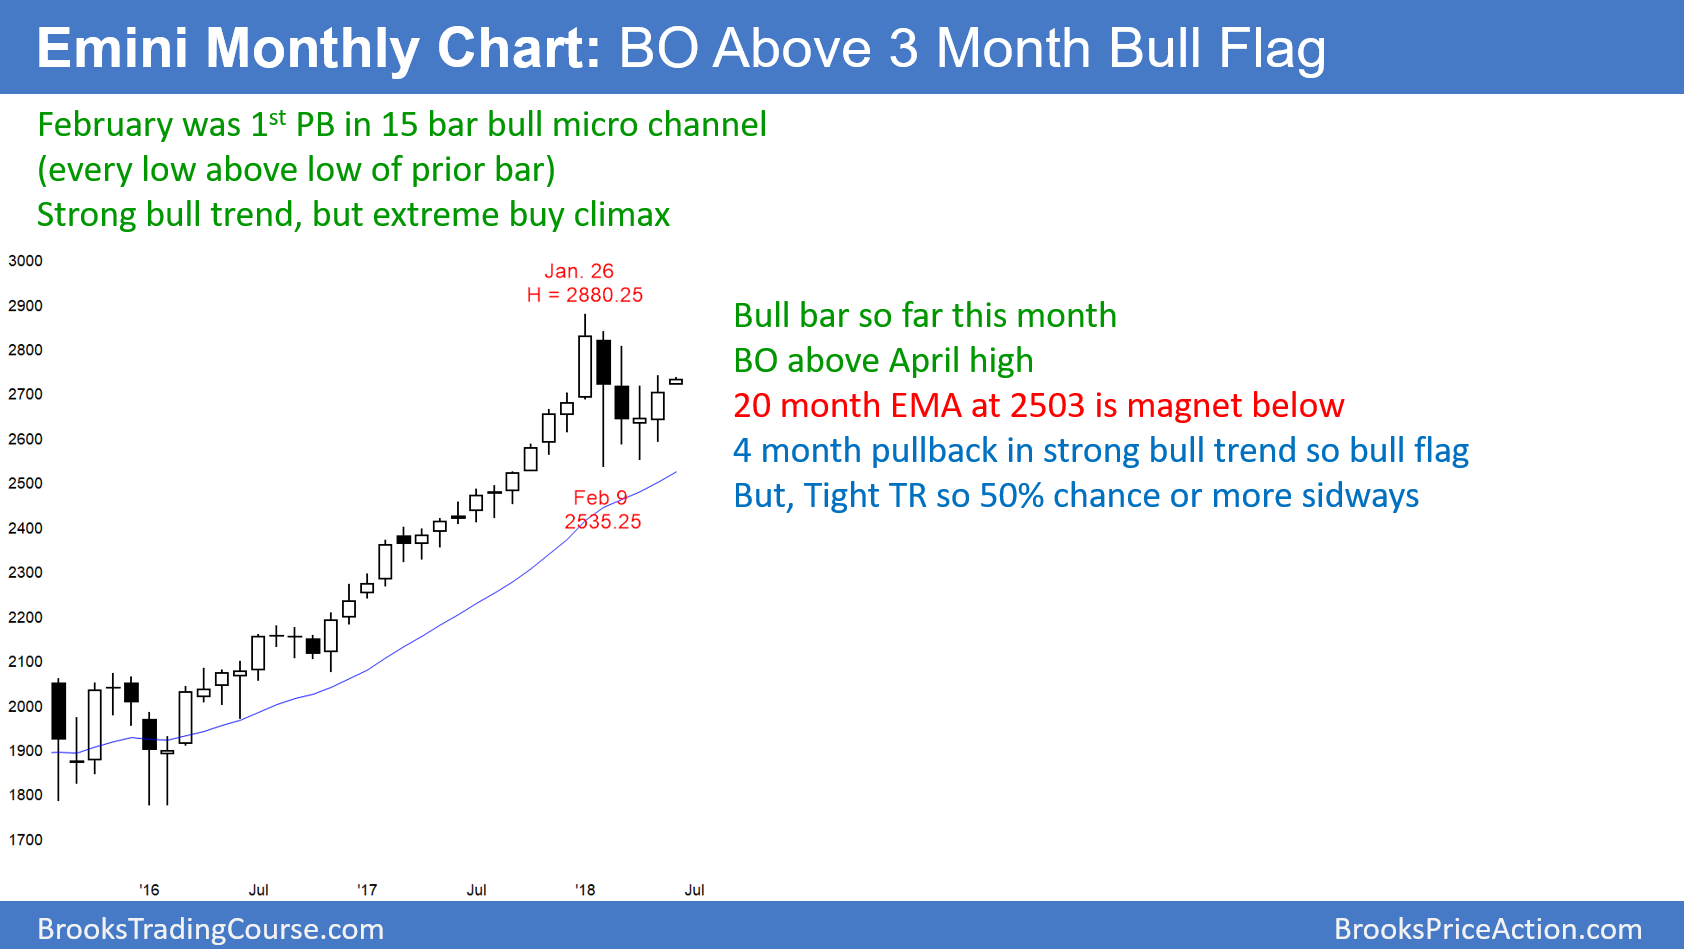 Emini Monthly Chart: BO Above 3 Month Bull Flag
February was 1st PB in 15 bar bull micro channel
(every low above low of prior bar)
Strong bull trend, but extreme buy climax
3000
2900
2800
2700
2600
2500
2400
2300
2200
2100
2000
1900
1800
1700
Jan. 26
H = 2880.25
Feb 9
2535.25
Bull bar so far this month
BO above April high
20 month EMA at 2503 is magnet below
4 month pullback in strong bull trend so bull flag
But, Tight TR so 50% chance or more sidways
'16 Jul '17 Jul '18 Jul
BrooksTradingCourse.com
BrooksPriceAction.com